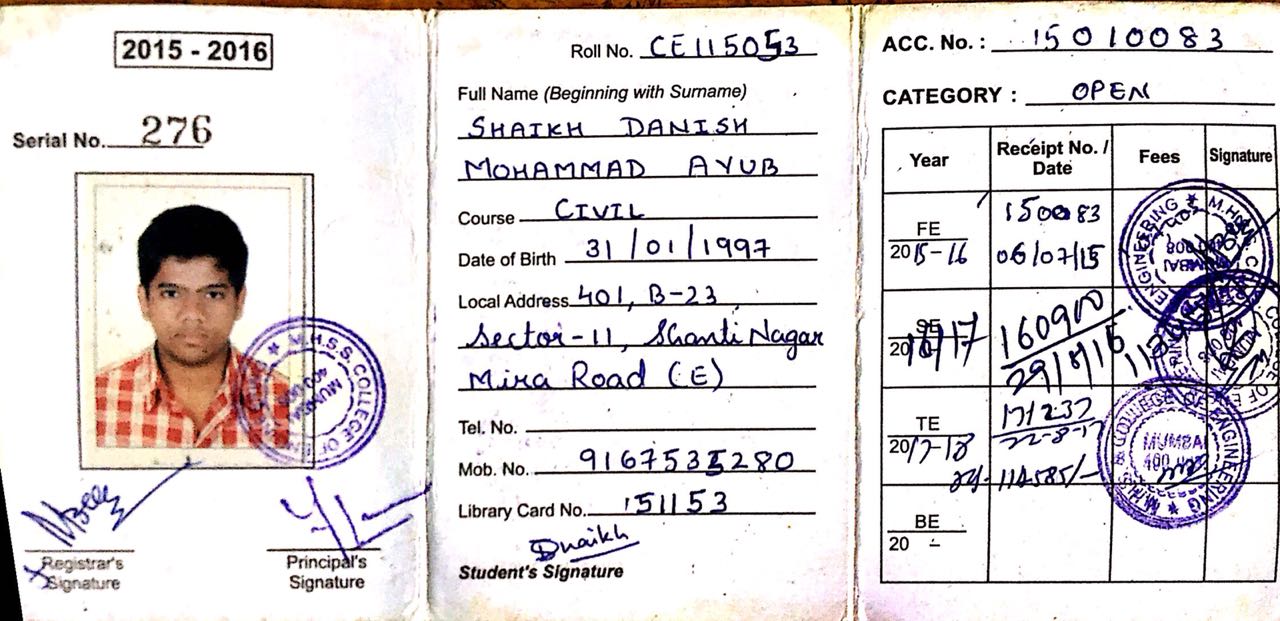 2015 - 2016
Serial No. 276
M.H.S.S. COLLEGE OF
MUMBAI
400 008
Registrar's
Signature
Principal's
Signature
Roll No. CE115053
Full Name (Beginning with Surname)
SHAIKH DANISH
MOHAMMAD AYUB
Course CIVIL
Date of Birth 31/01/1997
Local Address 401, B-23,
Sector-11, Shanti Nagar
Mira Road (E)
Tel. No.
Mob. No. 9167535280
Library Card No. 151153
Shaikh
Student's Signature
ACC. No. : 15010083
CATEGORY : OPEN
Year Receipt No. / Date Fees Signature
FE
2015-16
150083
06/07/15
SE
2016/17
160910
29/8/16
TE
2017-18
171237
22-8-17
114585/-
M.H.S.S. COLLEGE OF ENGINEERING
MUMBAI
400 008
BE
20 -